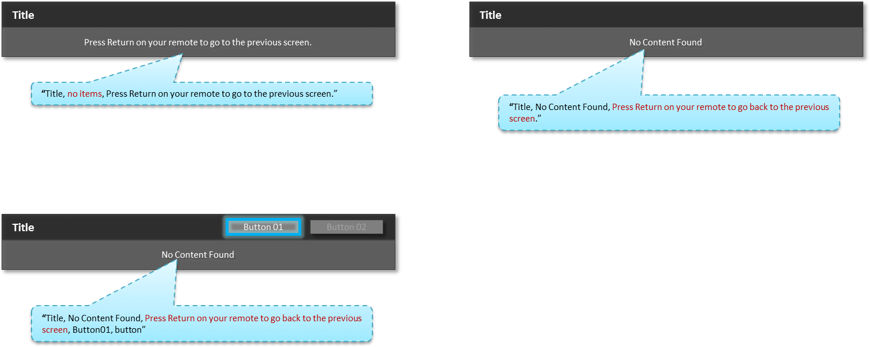 Title
Press Return on your remote to go to the previous screen.
“Title, no items, Press Return on your remote to go to the previous screen.”
Title
No Content Found
“Title, No Content Found, Press Return on your remote to go back to the previous
screen.”
Title
Button 01
Button 02
No Content Found
“Title, No Content Found, Press Return on your remote to go back to the previous
screen, Button01, button”